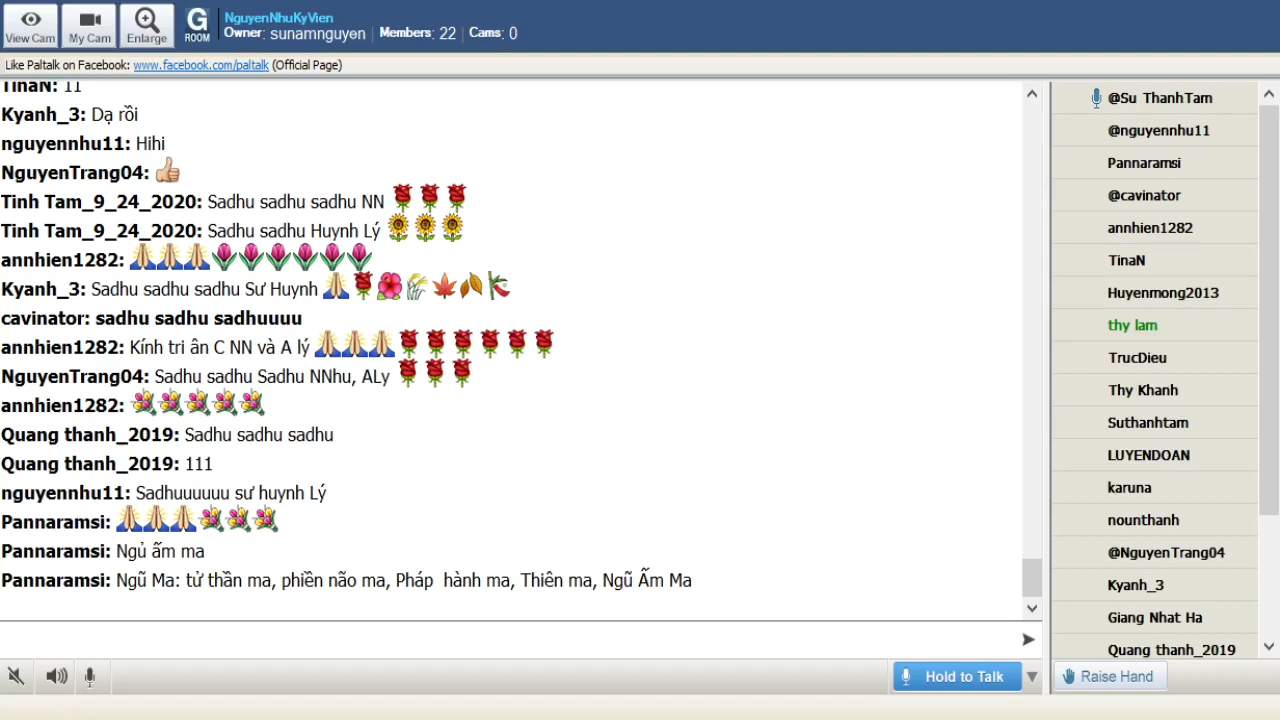 View Cam
My Cam
Enlarge
G
ROOM
NguyenNhuKyVien
Owner: sunamnguyen | Members: 22 | Cams: 0
Like Paltalk on Facebook: www.facebook.com/paltalk (Official Page)
TinaN: 11
Kyanh_3: Dạ rồi
nguyennhu11: Hihi
NguyenTrang04:
Tinh Tam_9_24_2020: Sadhu sadhu sadhu NN
Tinh Tam_9_24_2020: Sadhu sadhu Huynh Lý
annhien1282:
Kyanh_3: Sadhu sadhu sadhu Sư Huynh
cavinator: sadhu sadhu sadhuuuu
annhien1282: Kính tri ân C NN và A lý
NguyenTrang04: Sadhu sadhu Sadhu NNhu, ALy
annhien1282:
Quang thanh_2019: Sadhu sadhu sadhu
Quang thanh_2019: 111
nguyennhu11: Sadhuuuuuu sư huynh Lý
Pannaramsi:
Pannaramsi: Ngủ ấm ma
Pannaramsi: Ngũ Ma: tử thần ma, phiền não ma, Pháp hành ma, Thiên ma, Ngũ Ấm Ma
Hold to Talk
@Su ThanhTam
@nguyennhu11
Pannaramsi
@cavinator
annhien1282
TinaN
Huyenmong2013
thy lam
TrucDieu
Thy Khanh
Suthanhtam
LUYENDOAN
karuna
nounthanh
@NguyenTrang04
Kyanh_3
Giang Nhat Ha
Quang thanh_2019
Raise Hand